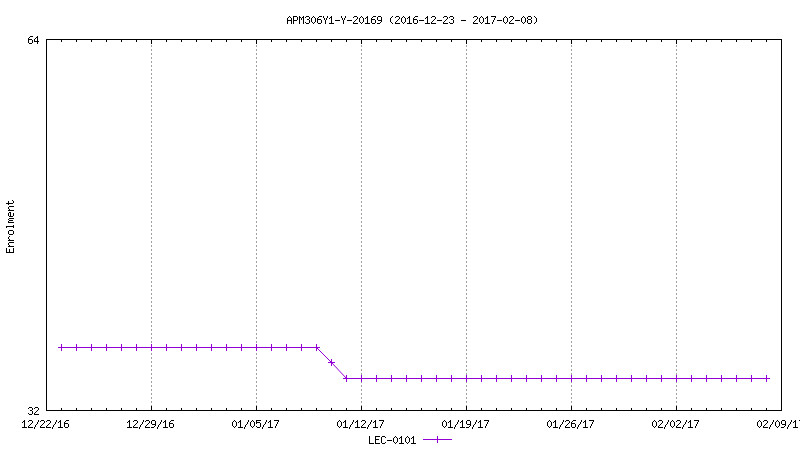 APM306Y1-Y-20169 (2016-12-23 - 2017-02-08)
64
Enrolment
32
12/22/16 12/29/16 01/05/17 01/12/17 01/19/17 01/26/17 02/02/17 02/09/1
LEC-0101